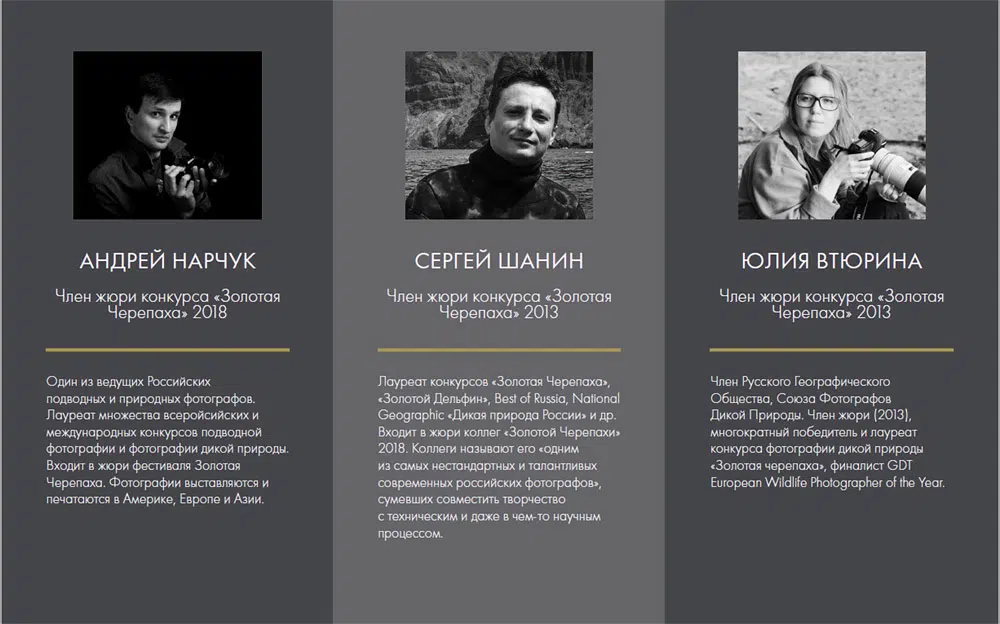 АНДРЕЙ НАРЧУК
Член жюри конкурса «Золотая
Черепаха» 2018
Один из ведущих Российских
подводных и природных фотографов.
Лауреат множества всеройсийских и
международных конкурсов подводной
фотографии и фотографии дикой природы.
Входит в жюри фестиваля Золотая
Черепаха. Фотографии выставляются и
печатаются в Америке, Европе и Азии.
СЕРГЕЙ ШАНИН
Член жюри конкурса «Золотая
Черепаха» 2013
Лауреат конкурсов «Золотая Черепаха»,
«Золотой Дельфин», Best of Russia, National
Geographic «Дикая природа России» и др.
Входит в жюри коллег «Золотой Черепахи»
2018. Коллеги называют его «одним
из самых нестандартных и талантливых
современных российских фотографов»,
сумевших совместить творчество
с техническим и даже в чем-то научным
процессом.
ЮЛИЯ ВТЮРИНА
Член жюри конкурса «Золотая
Черепаха» 2013
Член Русского Географического
Общества, Союза Фотографов
Дикой Природы. Член жюри (2013),
многократный победитель и лауреат
конкурса фотографии дикой природы
«Золотая черепаха», финалист GDT
European Wildlife Photographer of the Year.